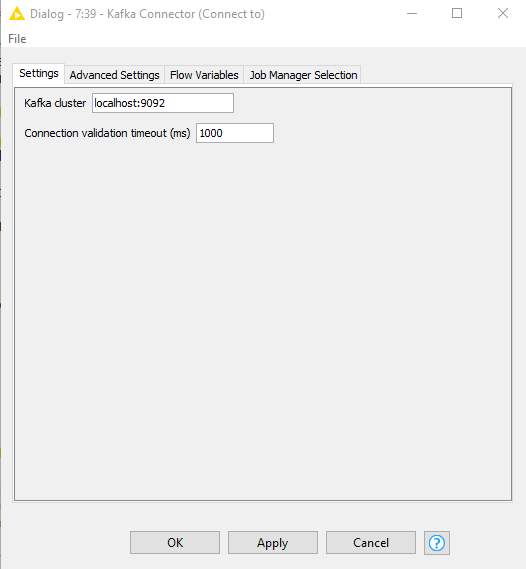 Dialog - 7:39 - Kafka Connector (Connect to)
File
Settings Advanced Settings Flow Variables Job Manager Selection
Kafka cluster localhost:9092
Connection validation timeout (ms) 1000
OK Apply Cancel ?